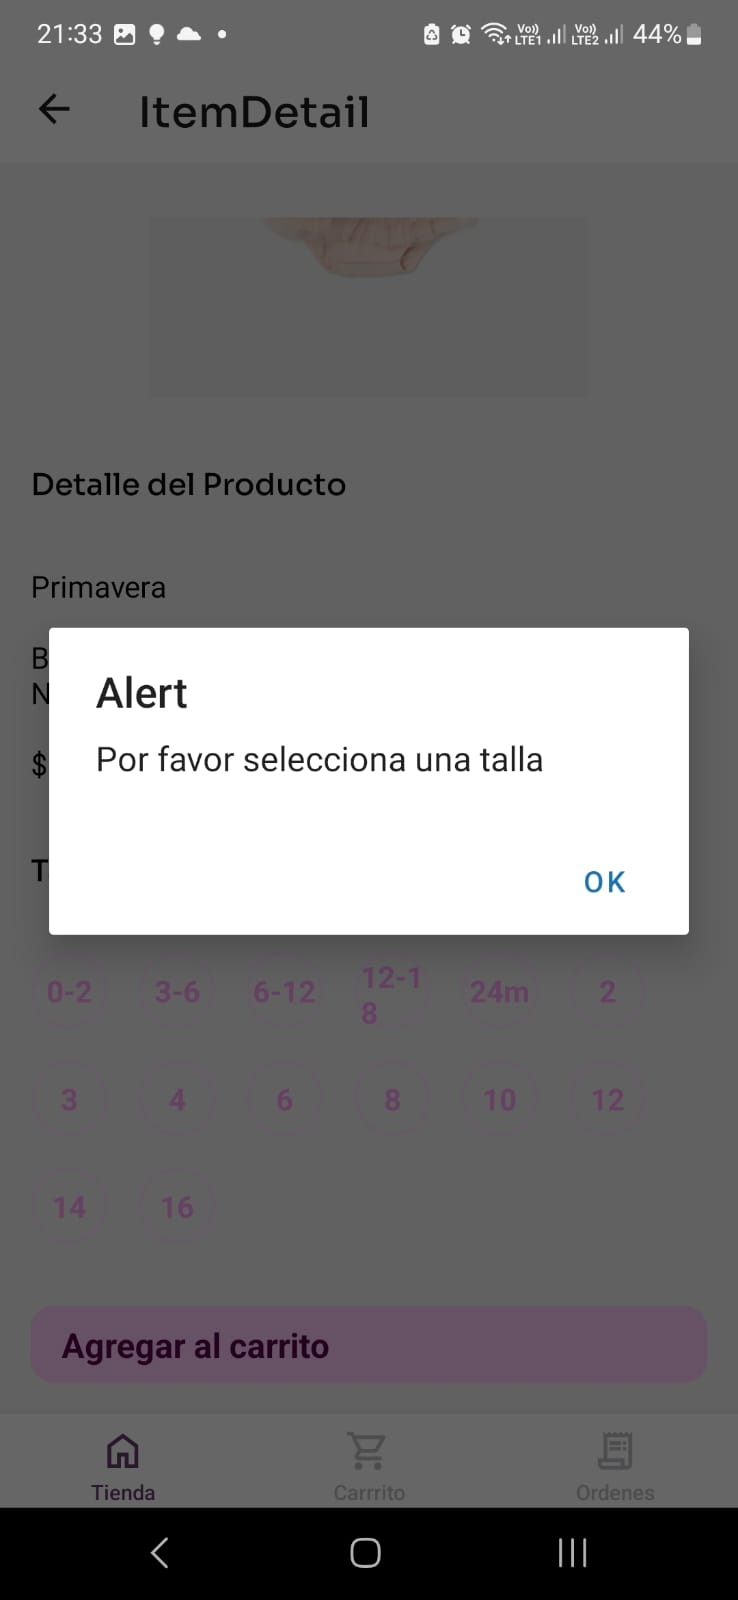 21:33 Vo)) LTE1 Vo)) LTE2 44%
ItemDetail
Detalle del Producto
Primavera
B
N
$
T
Alert
Por favor selecciona una talla
OK
0-2 3-6 6-12 12-1 24m 2
8
3 4 6 8 10 12
14 16
Agregar al carrito
Tienda Carrrito Ordenes